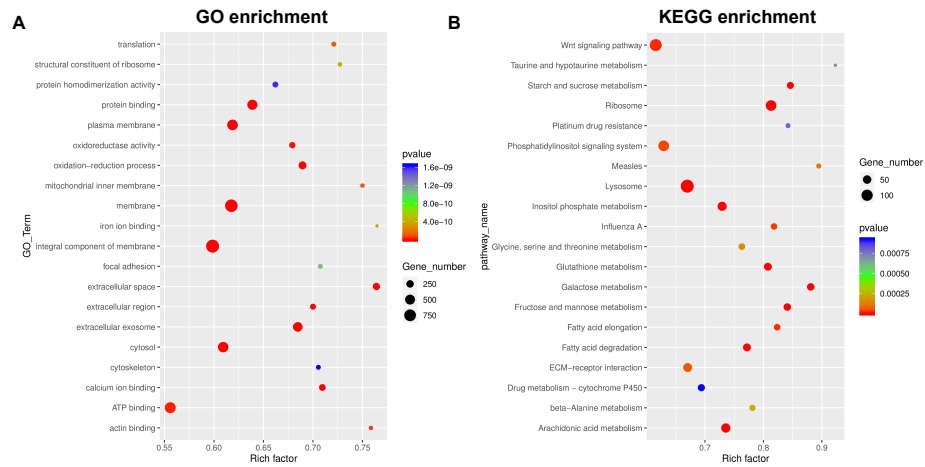 A
GO enrichment
GO_Term
translation
structural constituent of ribosome
protein homodimerization activity
protein binding
plasma membrane
oxidoreductase activity
oxidation−reduction process
mitochondrial inner membrane
membrane
iron ion binding
integral component of membrane
focal adhesion
extracellular space
extracellular region
extracellular exosome
cytosol
cytoskeleton
calcium ion binding
ATP binding
actin binding
0.55 0.60 0.65 0.70 0.75
Rich factor
pvalue
1.6e−09
1.2e−09
8.0e−10
4.0e−10
Gene_number
250
500
750
B
KEGG enrichment
pathway_name
Wnt signaling pathway
Taurine and hypotaurine metabolism
Starch and sucrose metabolism
Ribosome
Platinum drug resistance
Phosphatidylinositol signaling system
Measles
Lysosome
Inositol phosphate metabolism
Influenza A
Glycine, serine and threonine metabolism
Glutathione metabolism
Galactose metabolism
Fructose and mannose metabolism
Fatty acid elongation
Fatty acid degradation
ECM−receptor interaction
Drug metabolism − cytochrome P450
beta−Alanine metabolism
Arachidonic acid metabolism
0.7 0.8 0.9
Rich factor
Gene_number
50
100
pvalue
0.00075
0.00050
0.00025